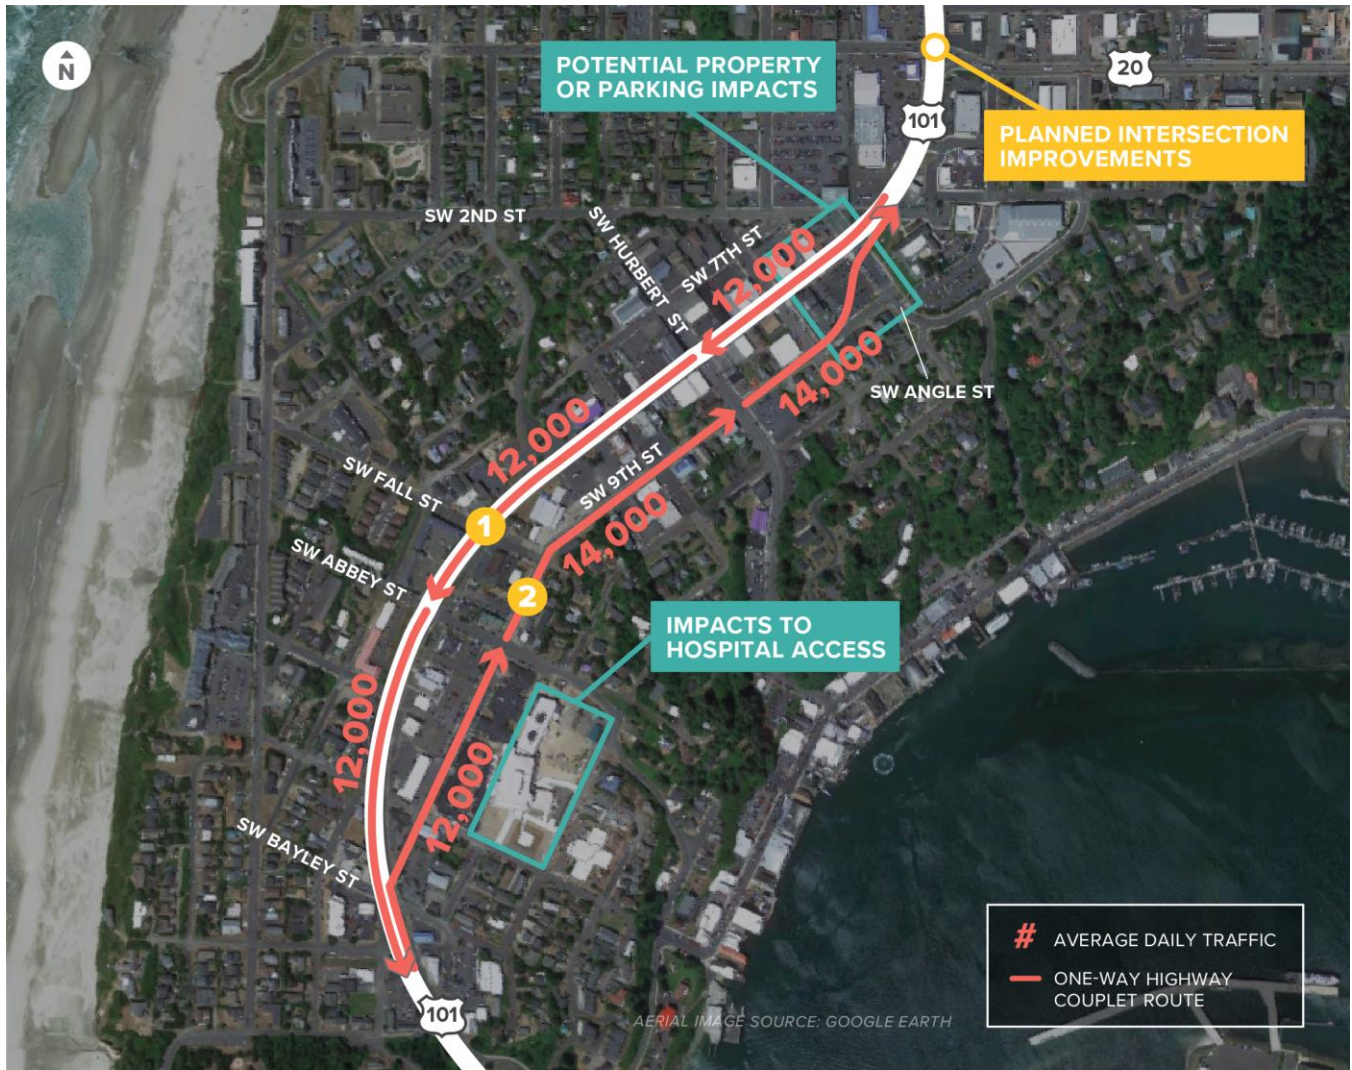 N
POTENTIAL PROPERTY
OR PARKING IMPACTS
20
101
PLANNED INTERSECTION
IMPROVEMENTS
SW 2ND ST
SW HURBERT ST
SW 7TH ST
12,000
14,000
SW ANGLE ST
12,000
SW 9TH ST
14,000
SW FALL ST
1
SW ABBEY ST
2
IMPACTS TO
HOSPITAL ACCESS
12,000
12,000
SW BAYLEY ST
# AVERAGE DAILY TRAFFIC
ONE-WAY HIGHWAY
COUPLET ROUTE
101
AERIAL IMAGE SOURCE: GOOGLE EARTH